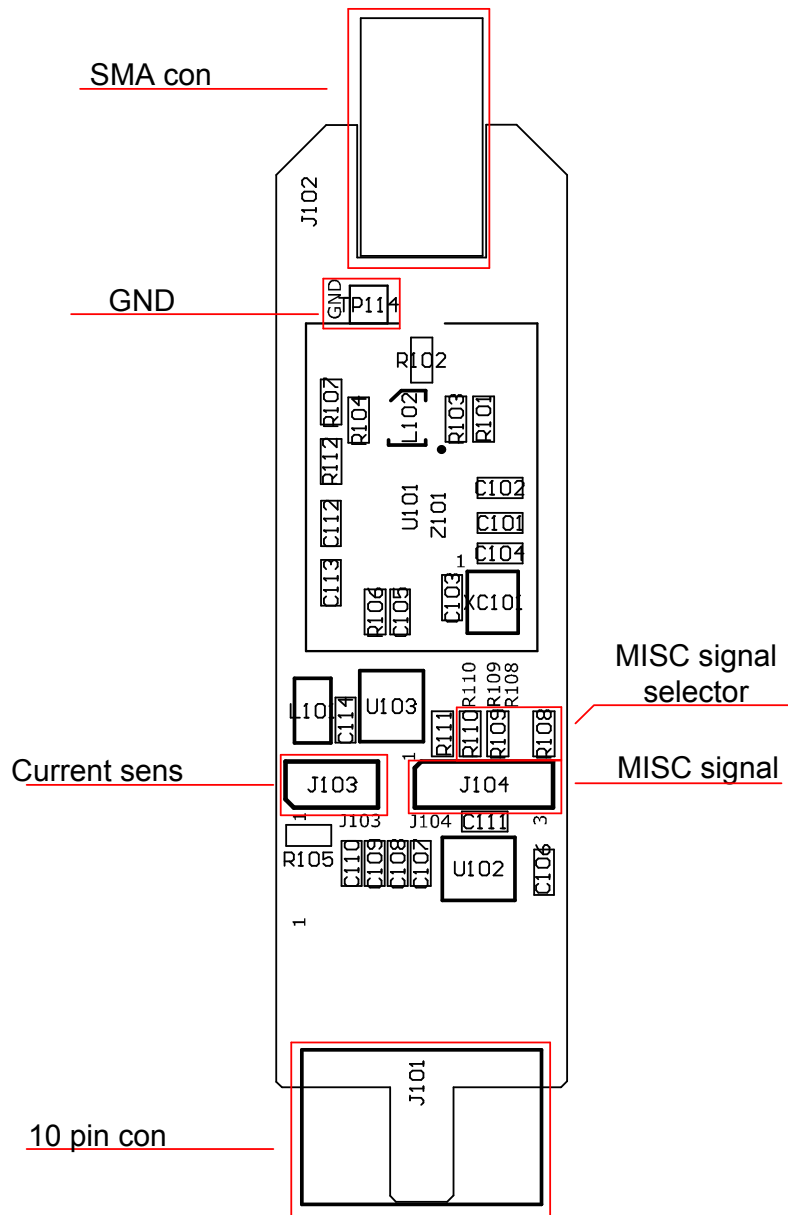 SMA con
J102
GND
GND
TP114
R102
R107
R104
L102
R103
R101
R112
C102
U101
Z101
C112
C101
C104
1
C113
R106
C105
C103
XC101
MISC signal
selector
R110
R109
R108
L101
C114
U103
R111
R110
R109
R108
1
Current sens
J103
J104
MISC signal
1
J103
J104
C111
3
R105
C110
C109
C108
C107
U102
C106
1
J101
10 pin con